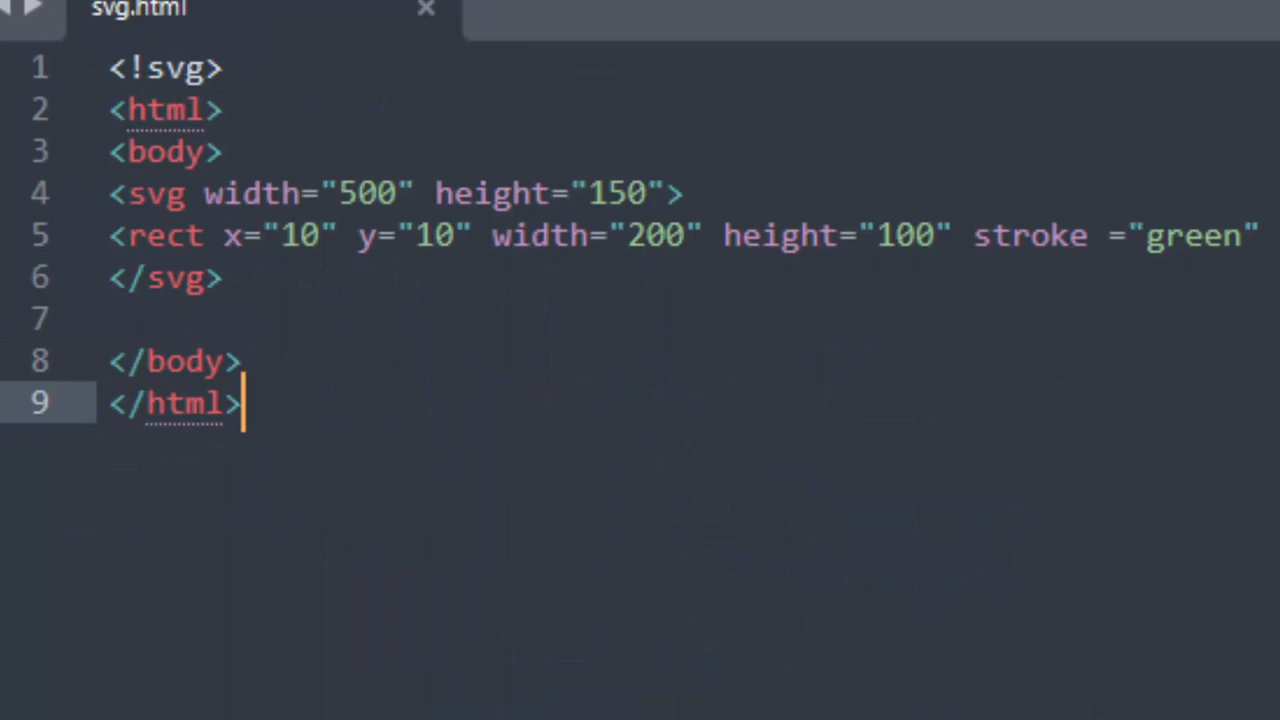 svg.html
1 <!svg>
2 <html>
3 <body>
4 <svg width="500" height="150">
5 <rect x="10" y="10" width="200" height="100" stroke ="green"
6 </svg>
7
8 </body>
9 </html>